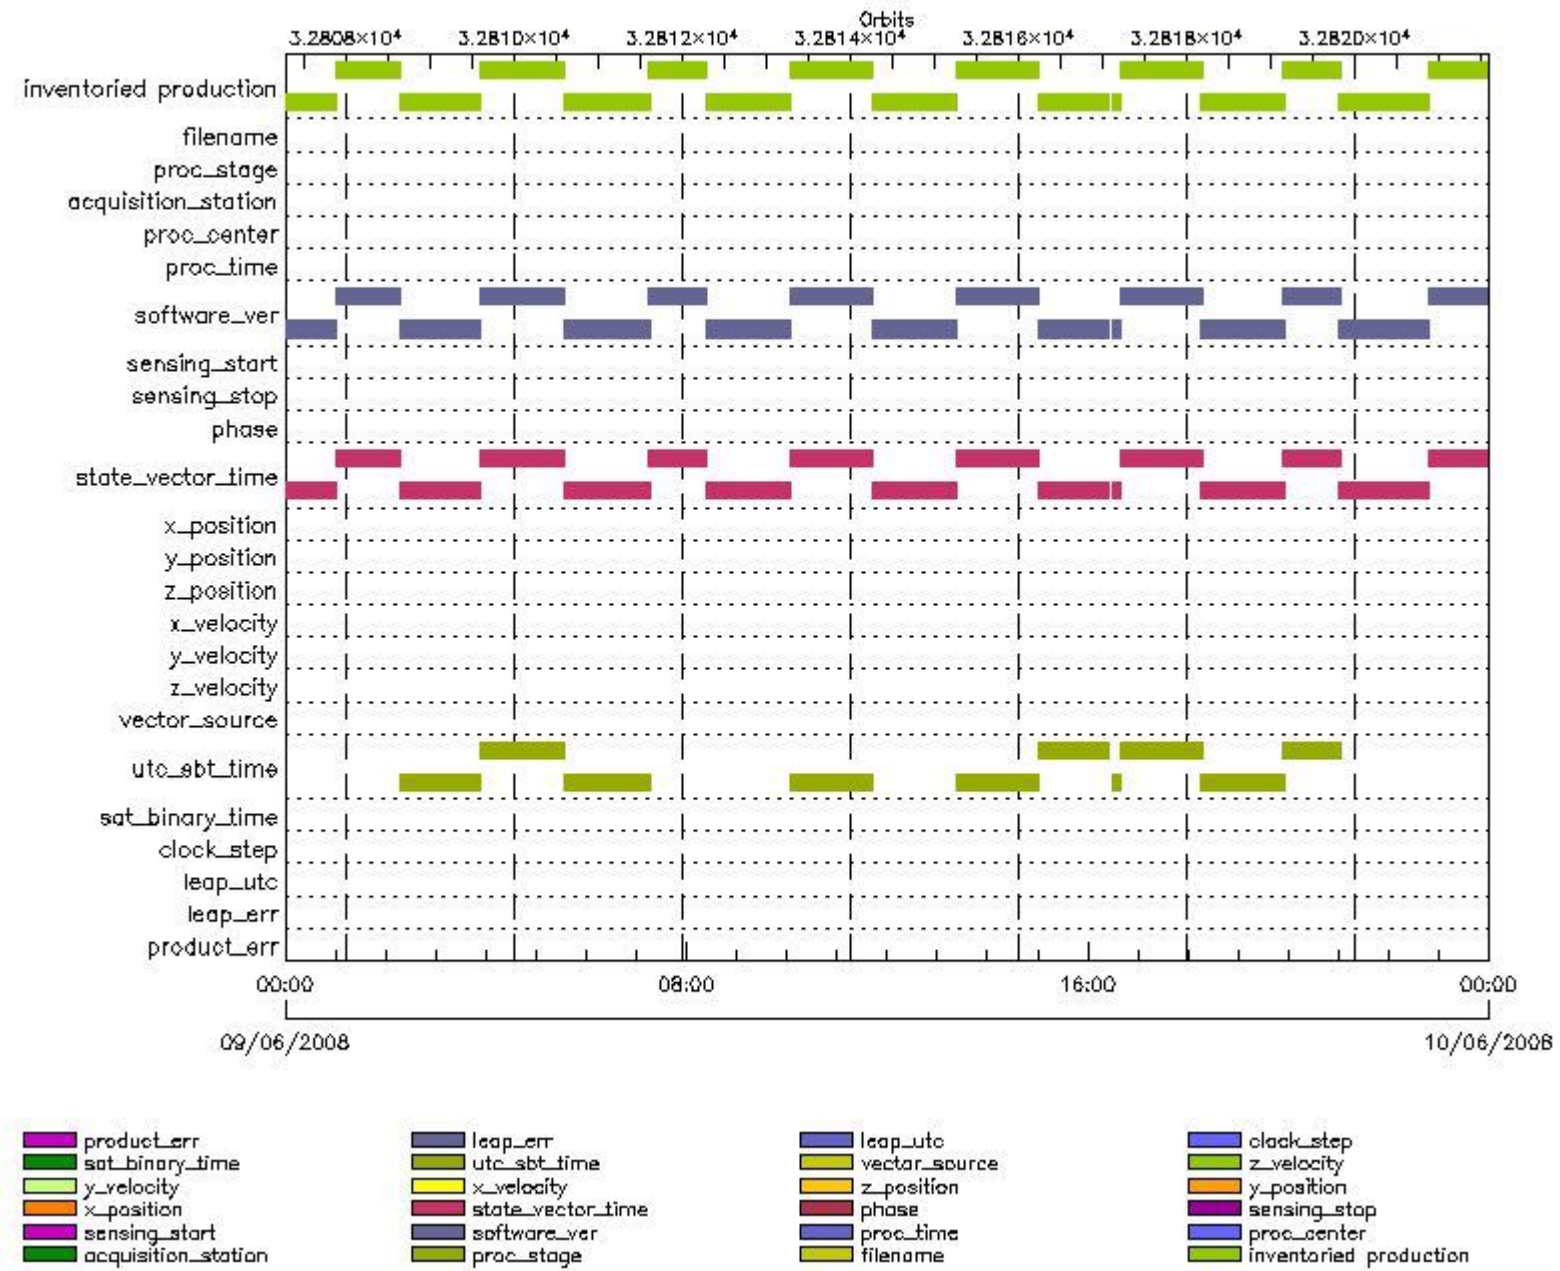 Orbits
3.2808×10⁴ 3.2810×10⁴ 3.2812×10⁴ 3.2814×10⁴ 3.2816×10⁴ 3.2818×10⁴ 3.2820×10⁴
inventoried production
filename
proc_stage
acquisition_station
proc_center
proc_time
software_ver
sensing_start
sensing_stop
phase
state_vector_time
x_position
y_position
z_position
x_velocity
y_velocity
z_velocity
vector_source
utc_sbt_time
sat_binary_time
clock_step
leap_utc
leap_err
product_err
00:00 08:00 16:00 00:00
09/06/2008 10/06/2008
product_err leap_err leap_utc clock_step
sat_binary_time utc_sbt_time vector_source z_velocity
y_velocity x_velocity z_position y_position
x_position state_vector_time phase sensing_stop
sensing_start software_ver proc_time proc_center
acquisition_station proc_stage filename inventoried production